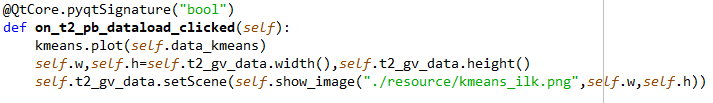 @QtCore.pyqtSignature("bool")
def on_t2_pb_dataload_clicked(self):
    kmeans.plot(self.data_kmeans)
    self.w,self.h=self.t2_gv_data.width(),self.t2_gv_data.height()
    self.t2_gv_data.setScene(self.show_image("./resource/kmeans_ilk.png",self.w,self.h))